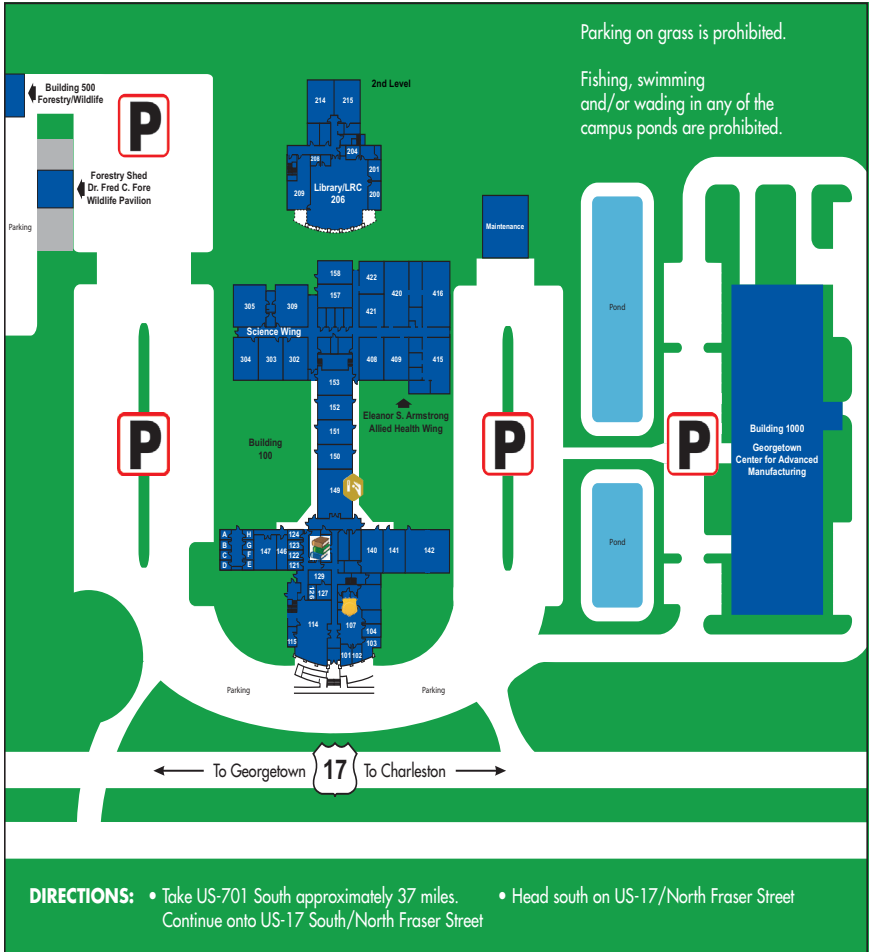 Parking on grass is prohibited.
Fishing, swimming
and/or wading in any of the
campus ponds are prohibited.
Building 500
Forestry/Wildlife
P
Forestry Shed
Dr. Fred C. Fore
Wildlife Pavilion
Parking
2nd Level
214
215
204
208
201
Library/LRC
206
209
200
Maintenance
158
422
420
416
157
305
309
421
Science Wing
304
303
302
408
409
415
153
152
Eleanor S. Armstrong
Allied Health Wing
151
Building
100
150
149
P
P
P
Pond
Pond
Building 1000
Georgetown
Center for Advanced
Manufacturing
A
H
124
B
G
147
146
123
C
F
122
D
E
121
140
141
142
129
126
127
114
107
104
115
103
101
102
Parking
Parking
To Georgetown
17
To Charleston
DIRECTIONS:
• Take US-701 South approximately 37 miles.
Continue onto US-17 South/North Fraser Street
• Head south on US-17/North Fraser Street